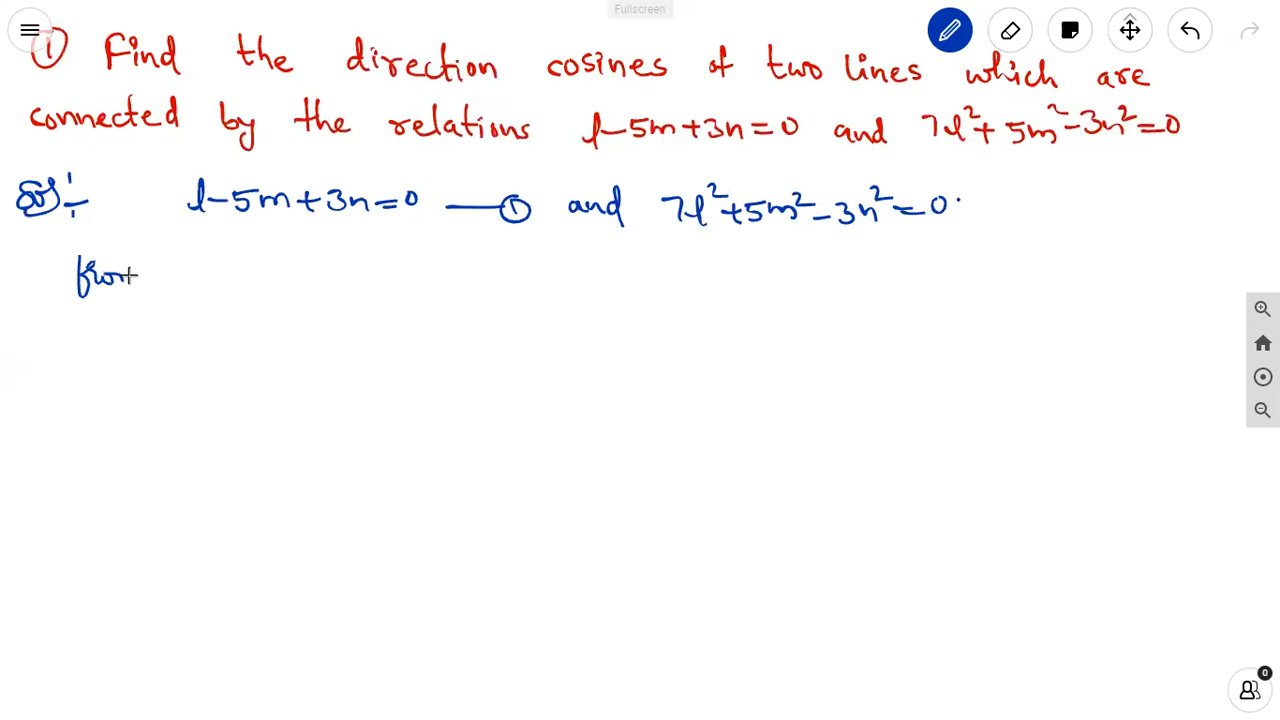 Fullscreen
① Find the direction cosines of two lines which are
connected by the relations l-5m+3n=0 and 7l²+5m²-3n²=0
Sol:- l-5m+3n=0 —① and 7l²+5m²-3n²=0.
from
0